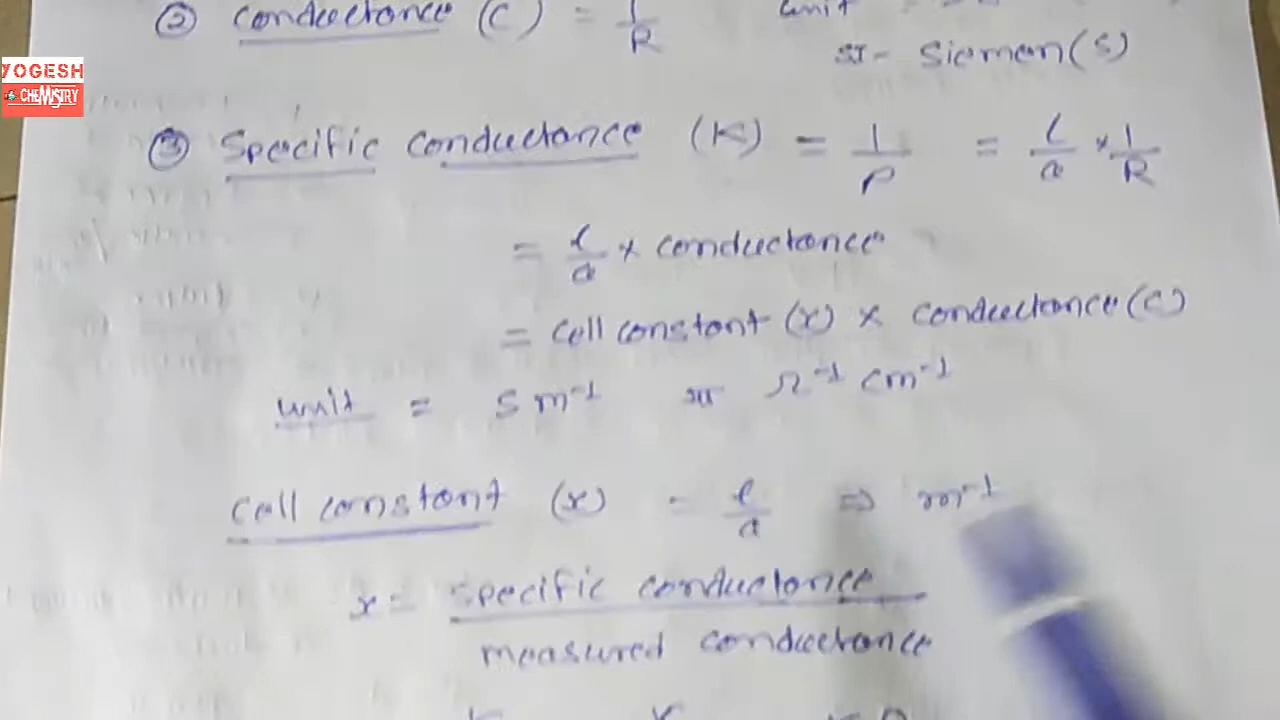 ② Conductance (C) = 1/R unit
SI - Siemen (S)
YOGESH
CHEMISTRY
③ Specific conductance (K) = 1/ρ = l/a × 1/R
= l/a × conductance
= cell constant (x) × conductance (C)
unit = S m⁻¹ or Ω⁻¹ cm⁻¹
Cell constant (x) = l/a ⇒ m⁻¹
x = specific conductance / measured conductance